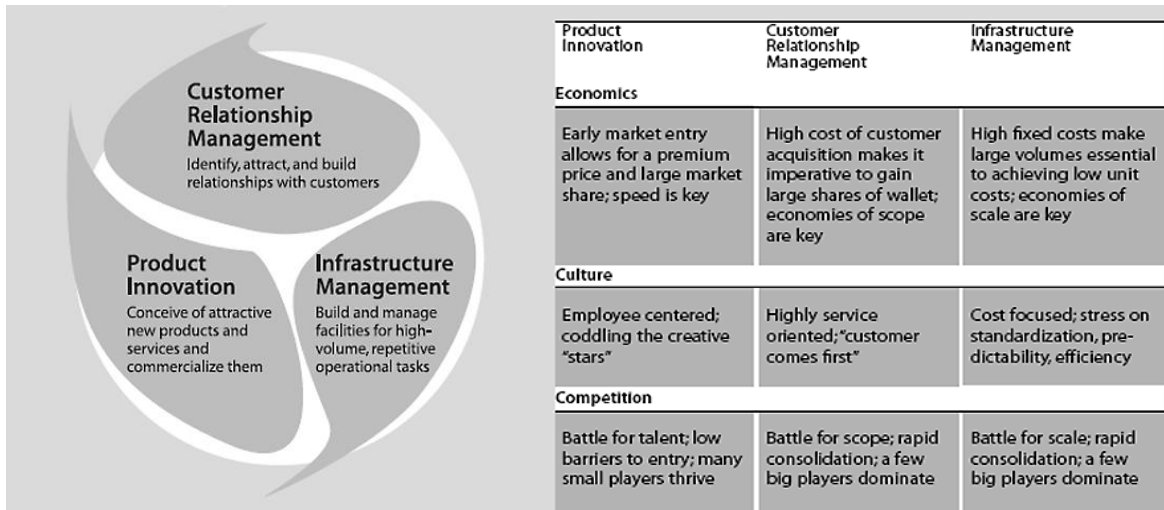 Customer
Relationship
Management
Identify, attract, and build
relationships with customers
Product
Innovation
Conceive of attractive
new products and
services and
commercialize them
Infrastructure
Management
Build and manage
facilities for high-
volume, repetitive
operational tasks
Product
Innovation
Customer
Relationship
Management
Infrastructure
Management
Economics
Early market entry
allows for a premium
price and large market
share; speed is key
High cost of customer
acquisition makes it
imperative to gain
large shares of wallet;
economies of scope
are key
High fixed costs make
large volumes essential
to achieving low unit
costs; economies of
scale are key
Culture
Employee centered;
coddling the creative
"stars"
Highly service
oriented; "customer
comes first"
Cost focused; stress on
standardization, pre-
dictability, efficiency
Competition
Battle for talent; low
barriers to entry; many
small players thrive
Battle for scope; rapid
consolidation; a few
big players dominate
Battle for scale; rapid
consolidation; a few
big players dominate